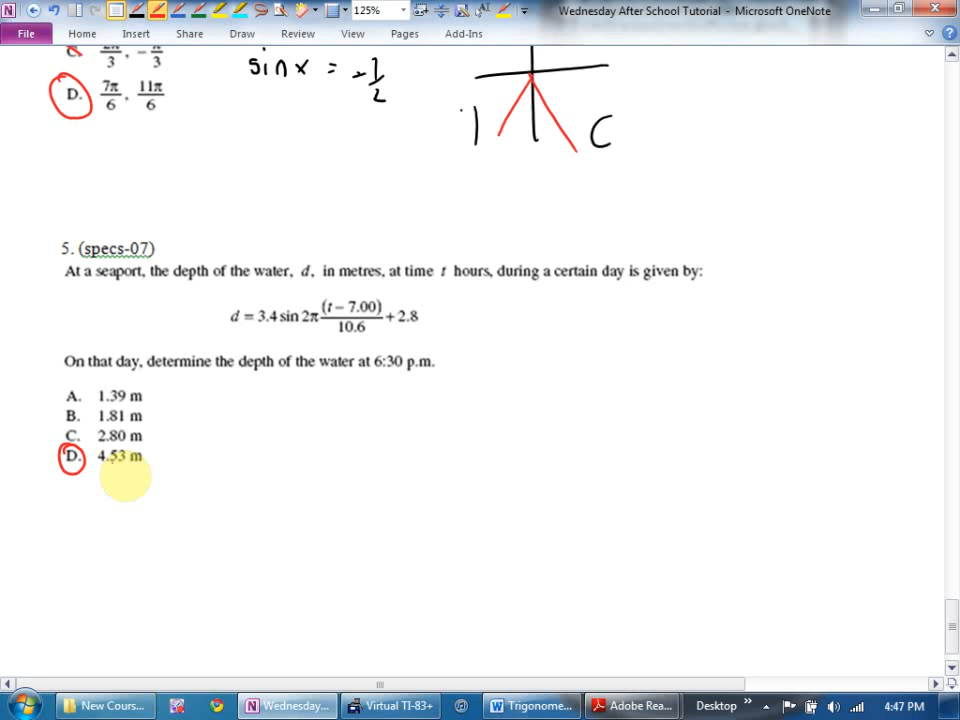 Wednesday After School Tutorial - Microsoft OneNote
125%
File Home Insert Share Draw Review View Pages Add-Ins
C. 2π/3, -π/3
sin x = -1/2
D. 7π/6, 11π/6
T C
5. (specs-07)
At a seaport, the depth of the water, d, in metres, at time t hours, during a certain day is given by:
d = 3.4 sin 2π (t – 7.00)/10.6 + 2.8
On that day, determine the depth of the water at 6:30 p.m.
A. 1.39 m
B. 1.81 m
C. 2.80 m
D. 4.53 m
New Cours... Wednesday... Virtual TI-83+ Trigonome... Adobe Rea... Desktop » 4:47 PM